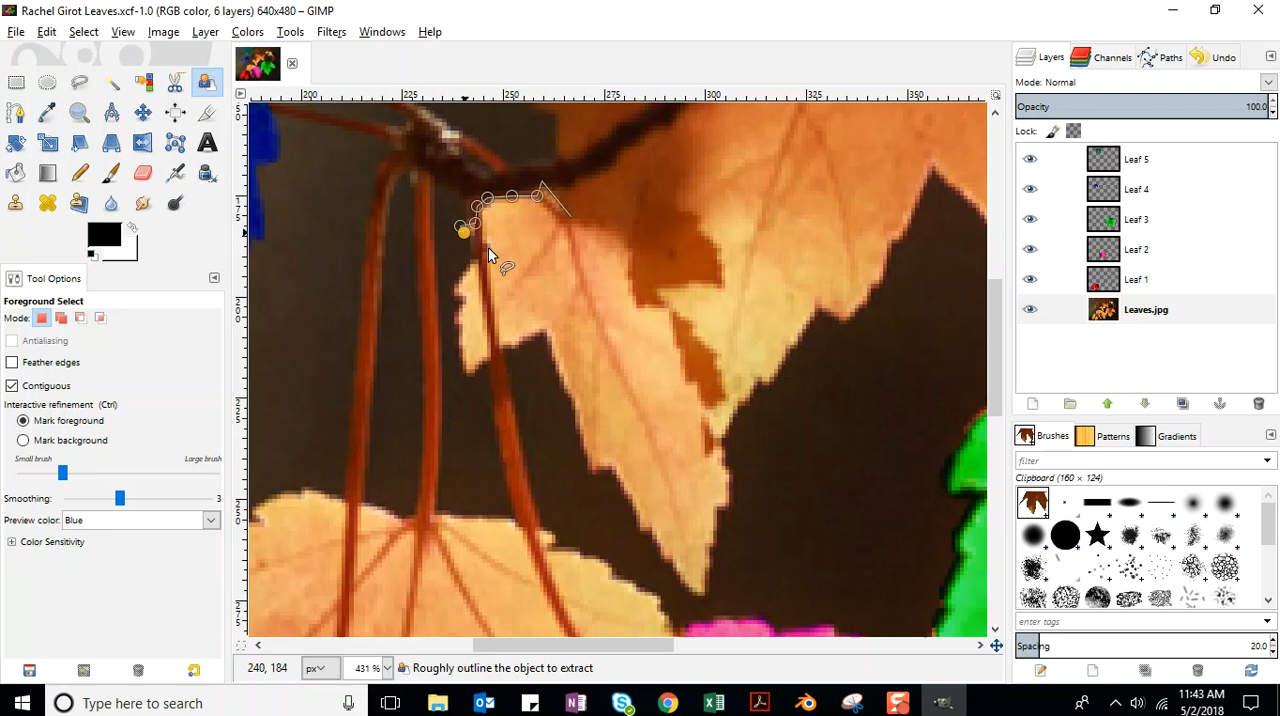 Rachel Girot Leaves.xcf-1.0 (RGB color, 6 layers) 640x480 – GIMP
File Edit Select View Image Layer Colors Tools Filters Windows Help
Layers Channels Paths Undo
Mode: Normal
Opacity 100.0
Lock:
Leaf 5
Leaf 4
Leaf 3
Leaf 2
Leaf 1
Leaves.jpg
200 225 250 275 300 325 350
175
200
225
250
275
Tool Options
Foreground Select
Mode:
Antialiasing
Feather edges
Contiguous
Interactive refinement (Ctrl)
Mark foreground
Mark background
Small brush Large brush
Smoothing: 3
Preview color: Blue
Color Sensitivity
Brushes Patterns Gradients
filter
Clipboard (160 × 124)
enter tags
Spacing 20.0
240, 184 px 431 % Roughly outline the object to extract
Type here to search
11:43 AM
5/2/2018